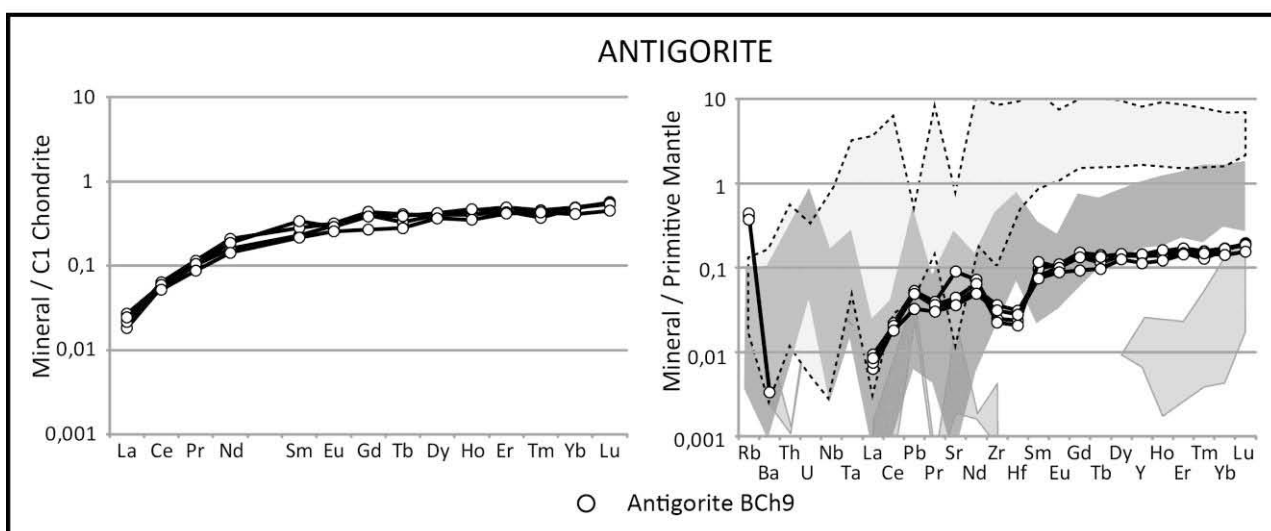 ANTIGORITE
Mineral / C1 Chondrite
10
1
0,1
0,01
0,001
La Ce Pr Nd Sm Eu Gd Tb Dy Ho Er Tm Yb Lu
Mineral / Primitive Mantle
10
1
0,1
0,01
0,001
Rb Th Nb La Pb Sr Zr Sm Gd Dy Ho Tm Lu
Ba U Ta Ce Pr Nd Hf Eu Tb Y Er Yb
Antigorite BCh9